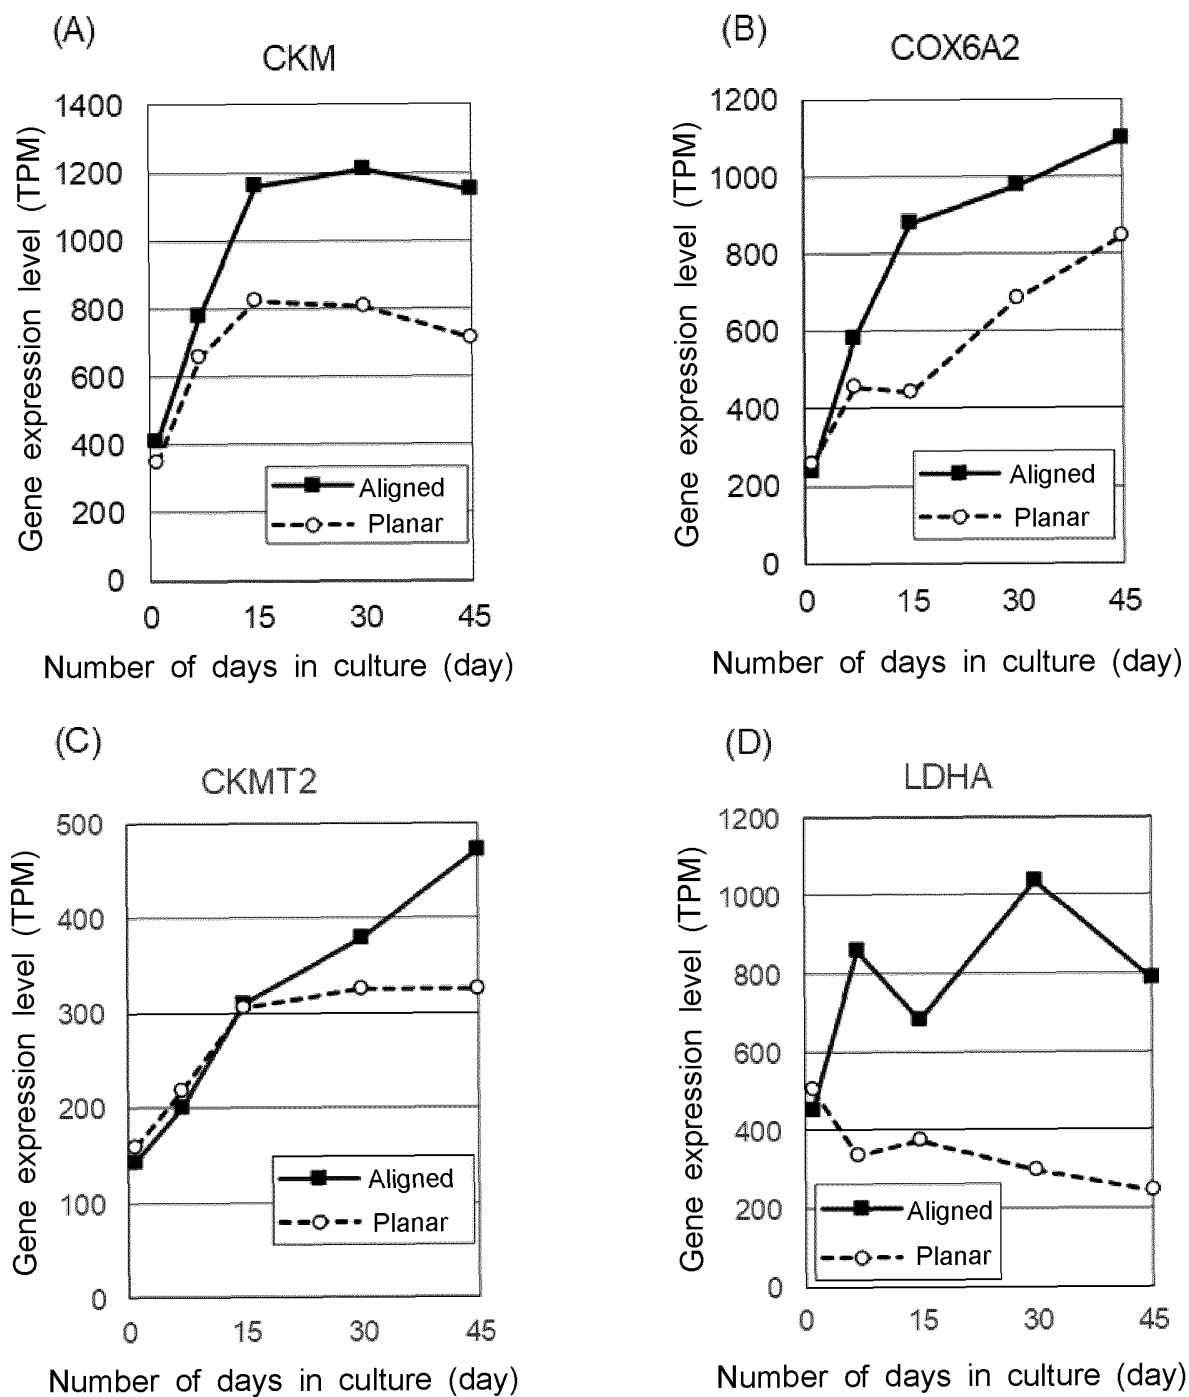 (A)
CKM
Gene expression level (TPM)
1400
1200
1000
800
600
400
200
0
0 15 30 45
Number of days in culture (day)
Aligned
Planar
(B)
COX6A2
Gene expression level (TPM)
1200
1000
800
600
400
200
0
0 15 30 45
Number of days in culture (day)
Aligned
Planar
(C)
CKMT2
Gene expression level (TPM)
500
400
300
200
100
0
0 15 30 45
Number of days in culture (day)
Aligned
Planar
(D)
LDHA
Gene expression level (TPM)
1200
1000
800
600
400
200
0
0 15 30 45
Number of days in culture (day)
Aligned
Planar